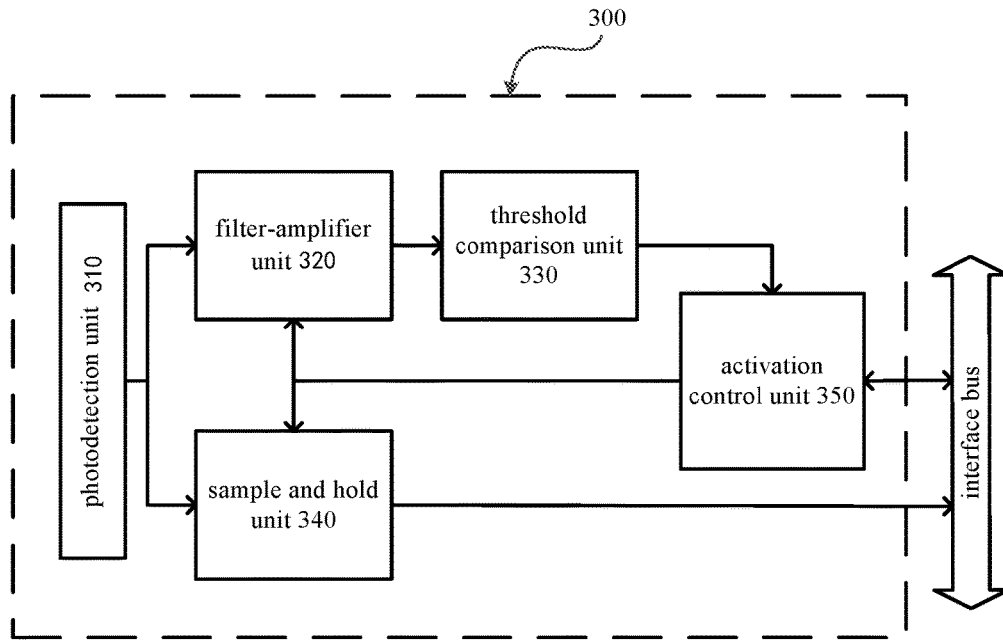 300
photodetection unit 310
filter-amplifier
unit 320
threshold
comparison unit
330
activation
control unit 350
sample and hold
unit 340
interface bus